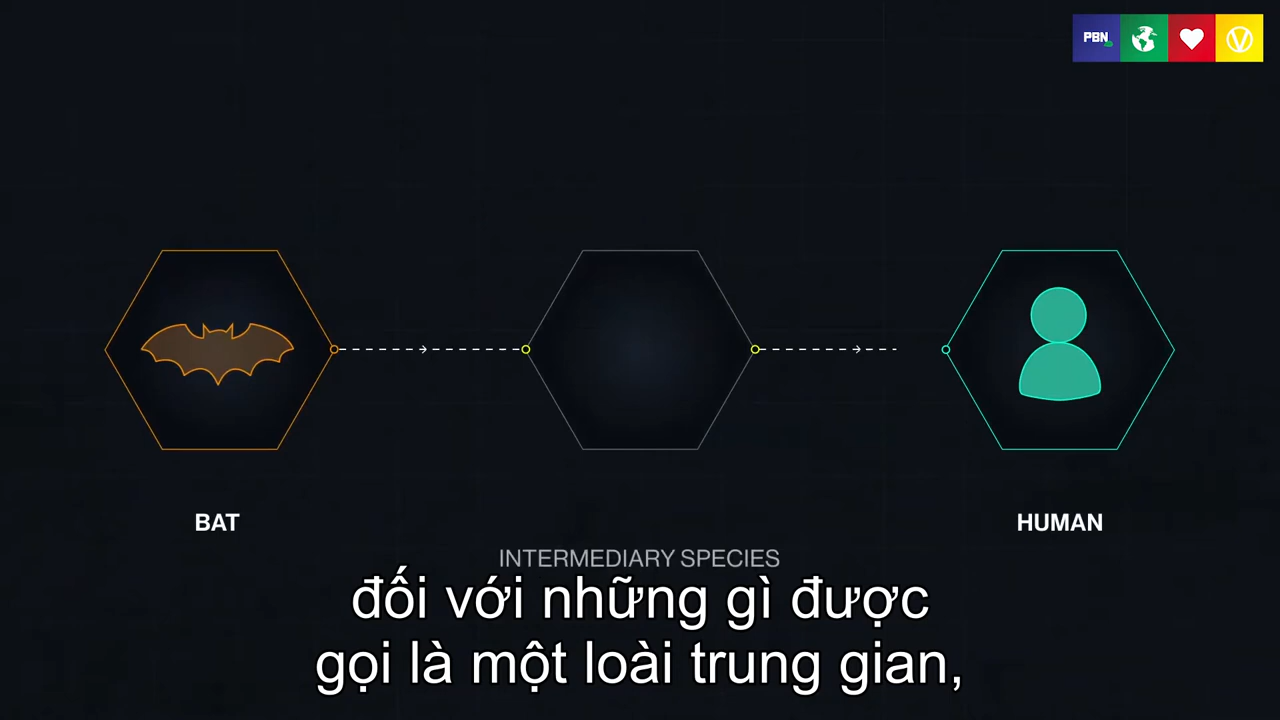 PBN
BAT
HUMAN
INTERMEDIARY SPECIES
đối với những gì được
gọi là một loài trung gian,